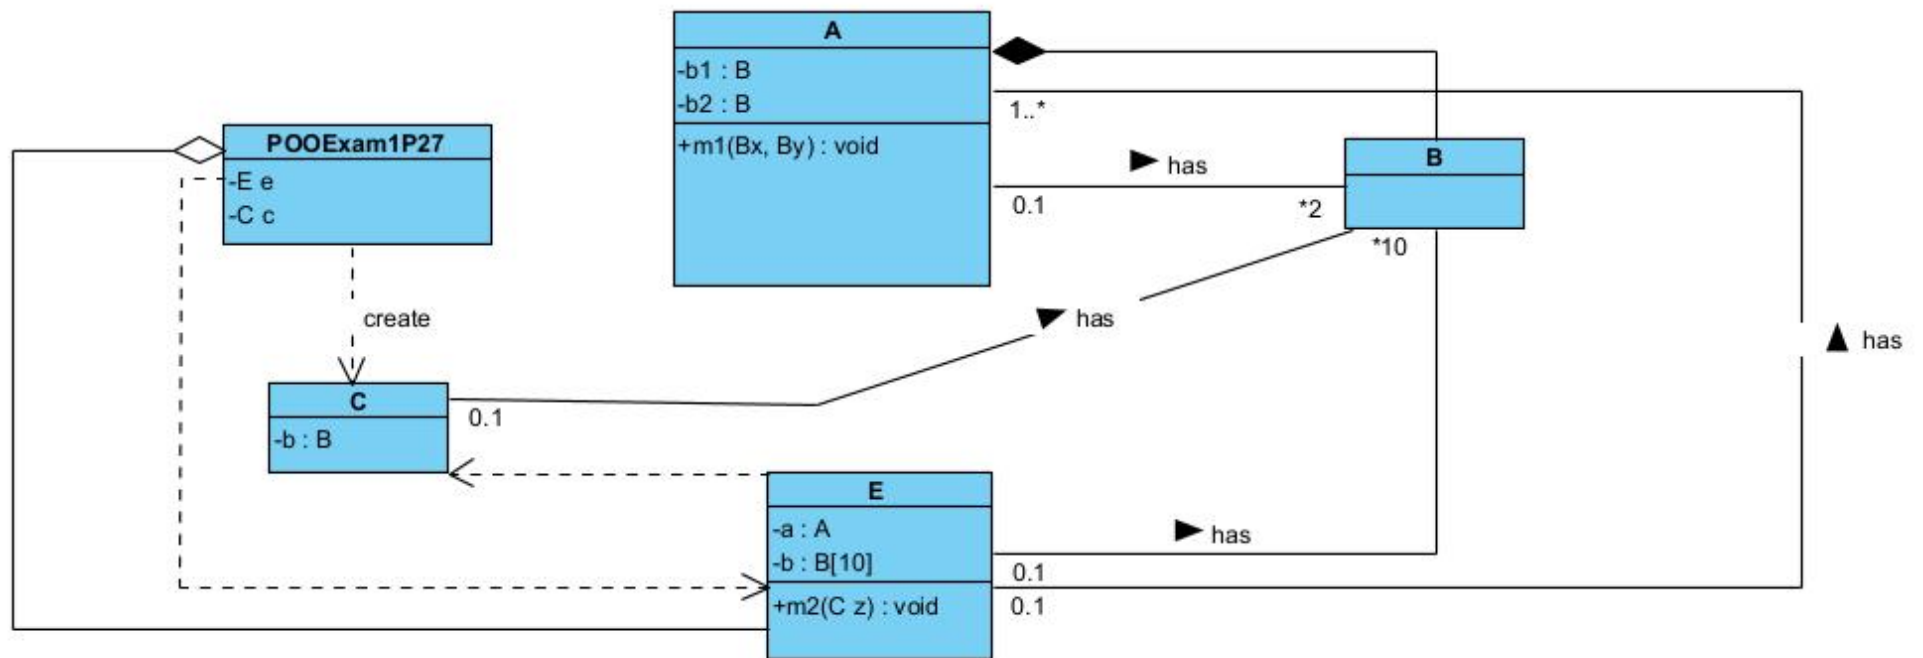 A
-b1 : B
-b2 : B
+m1(Bx, By) : void
1..*
POOExam1P27
-E e
-C c
B
has
0.1
*2
*10
create
has
has
C
-b : B
0.1
E
-a : A
-b : B[10]
+m2(C z) : void
has
0.1
0.1